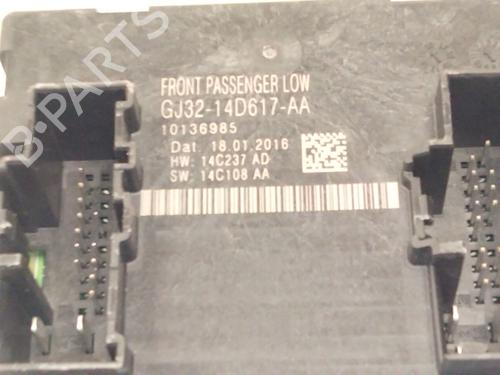 B-PARTS
FRONT PASSENGER LOW
GJ32-14D617-AA
10136985
Dat. 18.01.2016
HW: 14C237 AD
SW: 14C108 AA